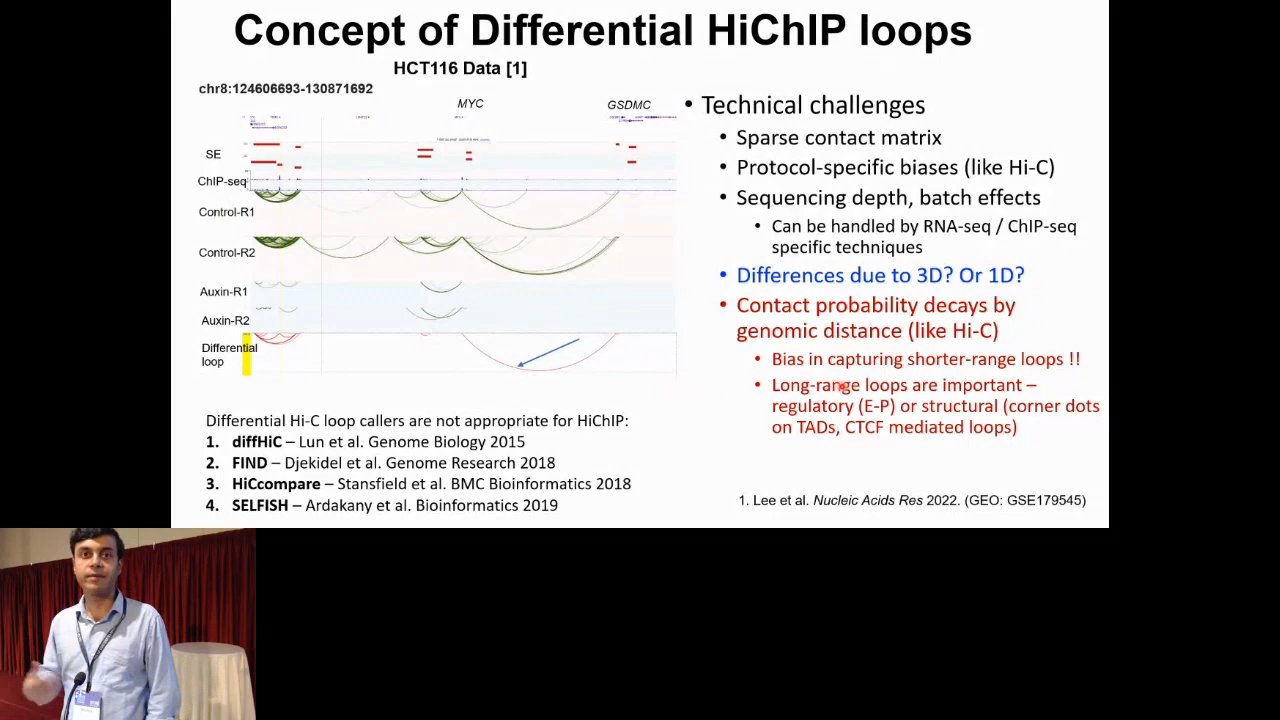 Concept of Differential HiChIP loops
HCT116 Data [1]
chr8:124606693-130871692
MYC
GSDMC
SE
ChIP-seq
Control-R1
Control-R2
Auxin-R1
Auxin-R2
Differential
loop
Differential Hi-C loop callers are not appropriate for HiChIP:
1. diffHiC – Lun et al. Genome Biology 2015
2. FIND – Djekidel et al. Genome Research 2018
3. HiCcompare – Stansfield et al. BMC Bioinformatics 2018
4. SELFISH – Ardakany et al. Bioinformatics 2019
• Technical challenges
• Sparse contact matrix
• Protocol-specific biases (like Hi-C)
• Sequencing depth, batch effects
• Can be handled by RNA-seq / ChIP-seq
specific techniques
• Differences due to 3D? Or 1D?
• Contact probability decays by
genomic distance (like Hi-C)
• Bias in capturing shorter-range loops !!
• Long-range loops are important –
regulatory (E-P) or structural (corner dots
on TADs, CTCF mediated loops)
1. Lee et al. Nucleic Acids Res 2022. (GEO: GSE179545)